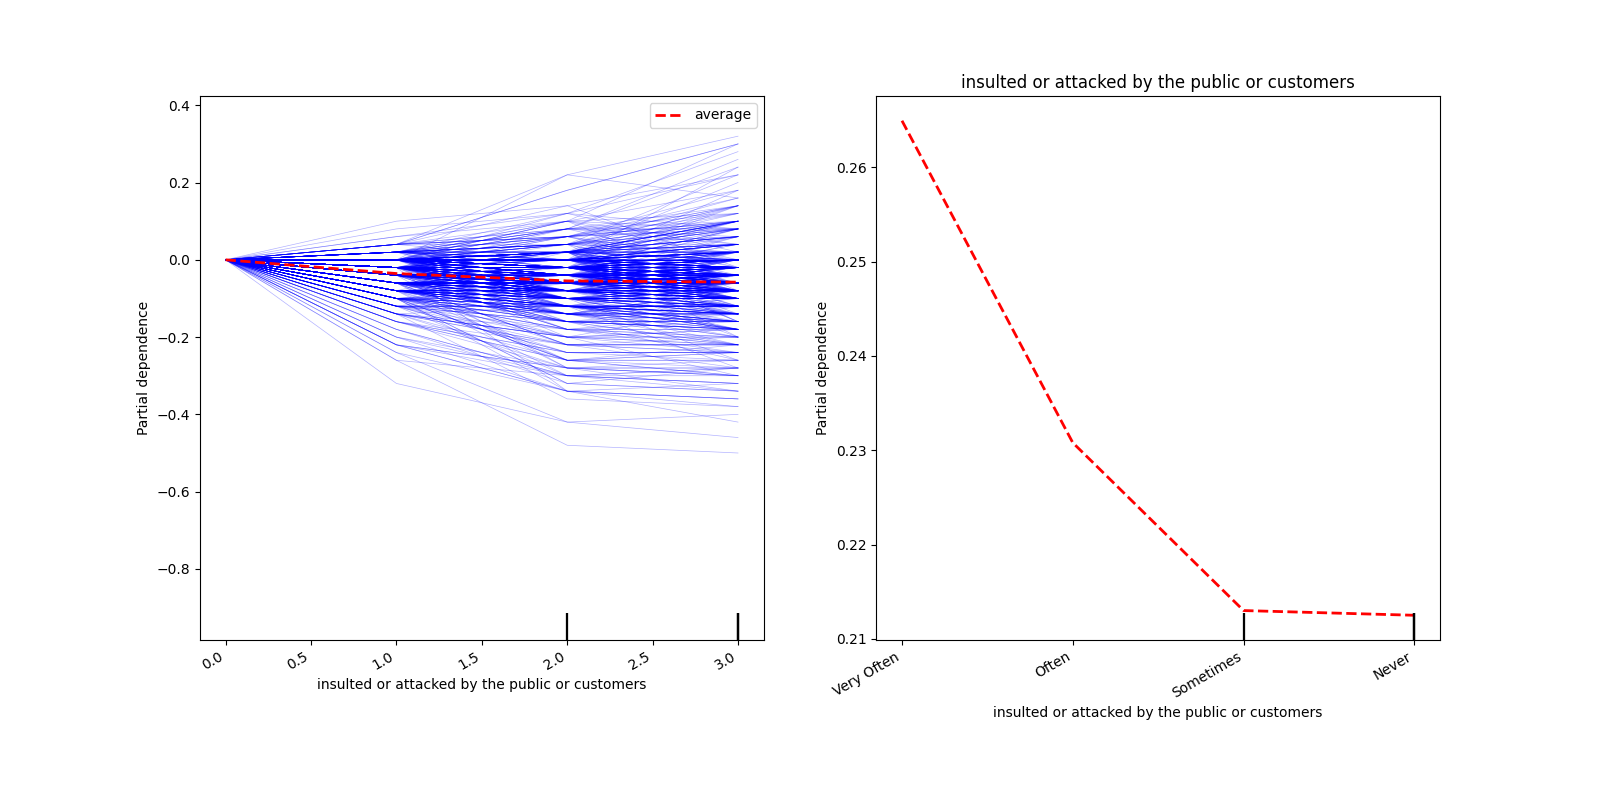 average
0.4
0.2
0.0
−0.2
−0.4
−0.6
−0.8
Partial dependence
0.0
0.5
1.0
1.5
2.0
2.5
3.0
insulted or attacked by the public or customers
insulted or attacked by the public or customers
0.26
0.25
0.24
0.23
0.22
0.21
Partial dependence
Very Often
Often
Sometimes
Never
insulted or attacked by the public or customers